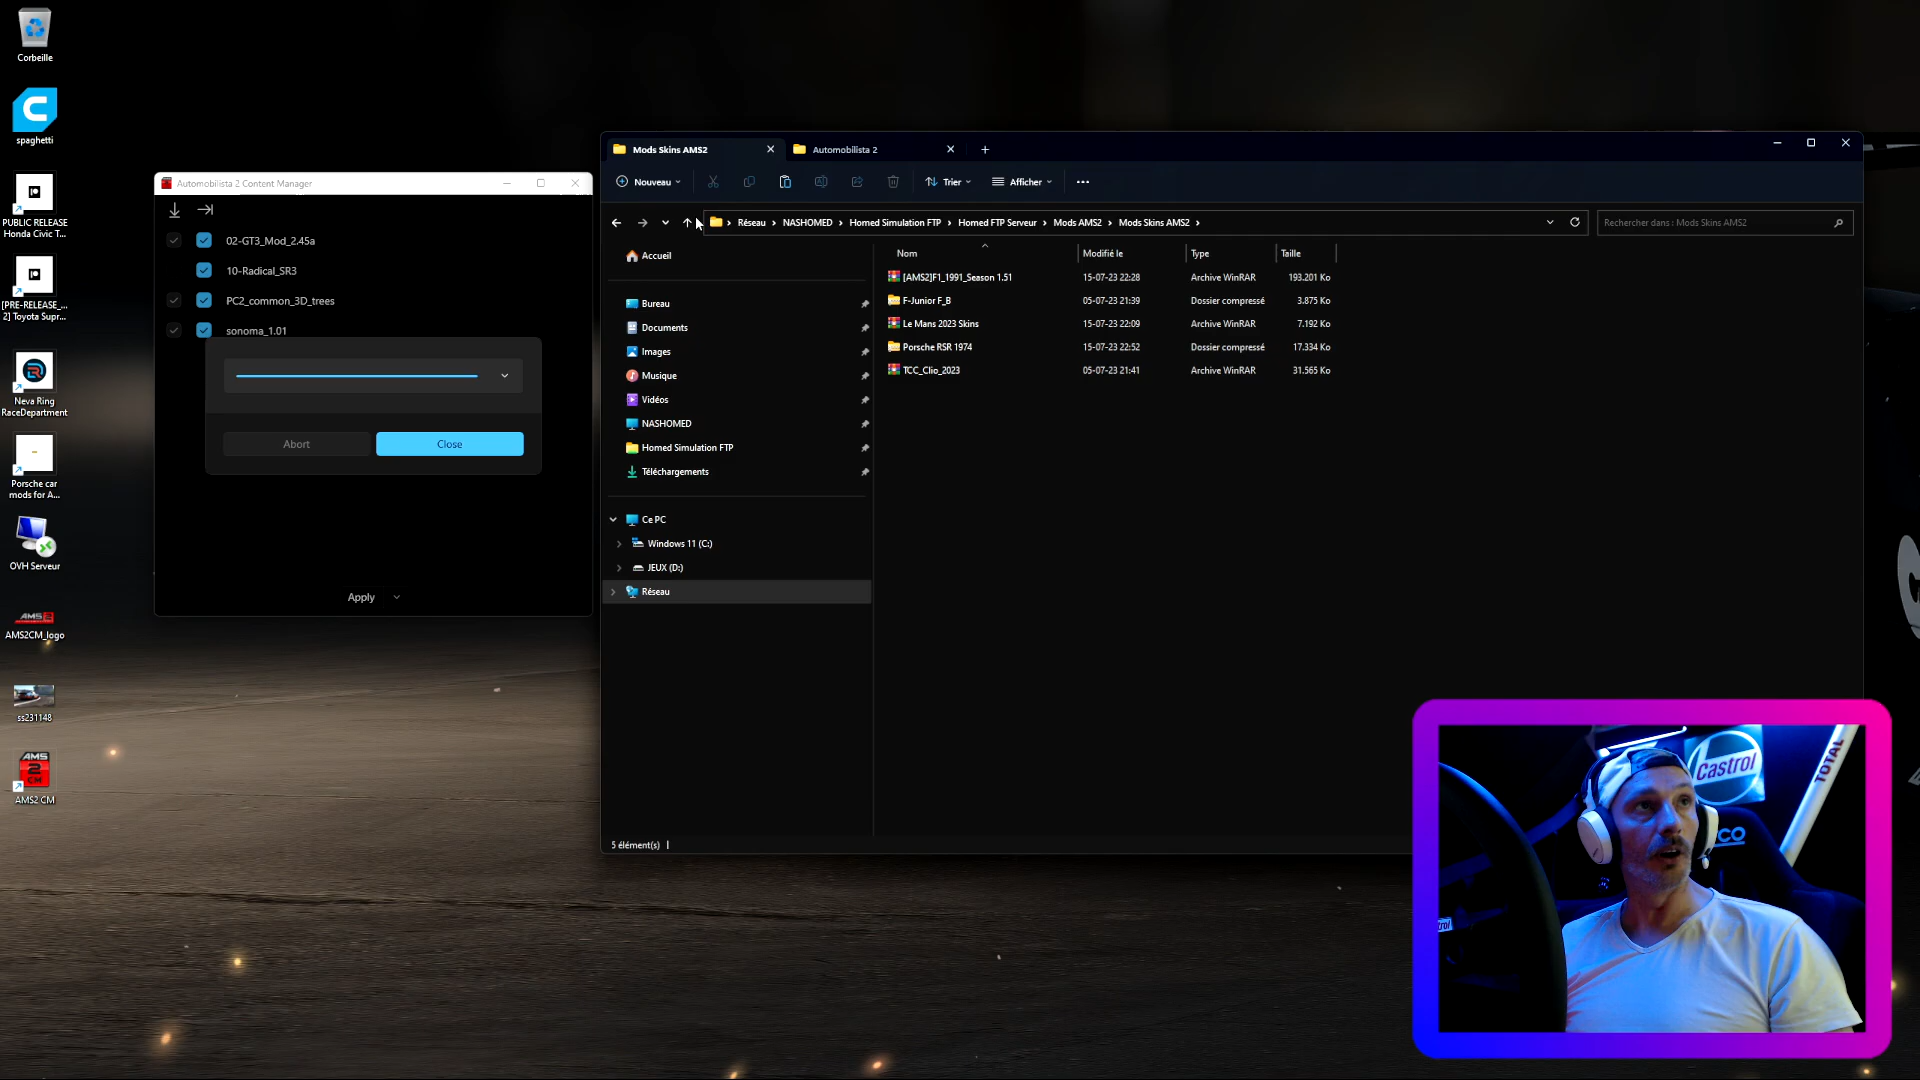 Corbeille
spaghetti
PUBLIC RELEASE
Honda Civic T...
[PRE-RELEASE_...
2] Toyota Supr...
Neva Ring
RaceDepartment
Porsche car
mods for A...
OVH Serveur
AMS2CM_logo
ss231148
AMS
2
CM
AMS2 CM
Automobilista 2 Content Manager
02-GT3_Mod_2.45a
10-Radical_SR3
PC2_common_3D_trees
sonoma_1.01
Abort
Close
Apply
Mods Skins AMS2
Automobilista 2
Nouveau
Trier
Afficher
Réseau > NASHOMED > Homed Simulation FTP > Homed FTP Serveur > Mods AMS2 > Mods Skins AMS2 >
Rechercher dans : Mods Skins AMS2
Accueil
Bureau
Documents
Images
Musique
Vidéos
NASHOMED
Homed Simulation FTP
Téléchargements
Ce PC
Windows 11 (C:)
JEUX (D:)
Réseau
Nom Modifié le Type Taille
[AMS2]F1_1991_Season 1.51 15-07-23 22:28 Archive WinRAR 193.201 Ko
F-Junior F_B 05-07-23 21:39 Dossier compressé 3.875 Ko
Le Mans 2023 Skins 15-07-23 22:09 Archive WinRAR 7.192 Ko
Porsche RSR 1974 15-07-23 22:52 Dossier compressé 17.334 Ko
TCC_Clio_2023 05-07-23 21:41 Archive WinRAR 31.565 Ko
5 élément(s)
Castrol
TOTAL